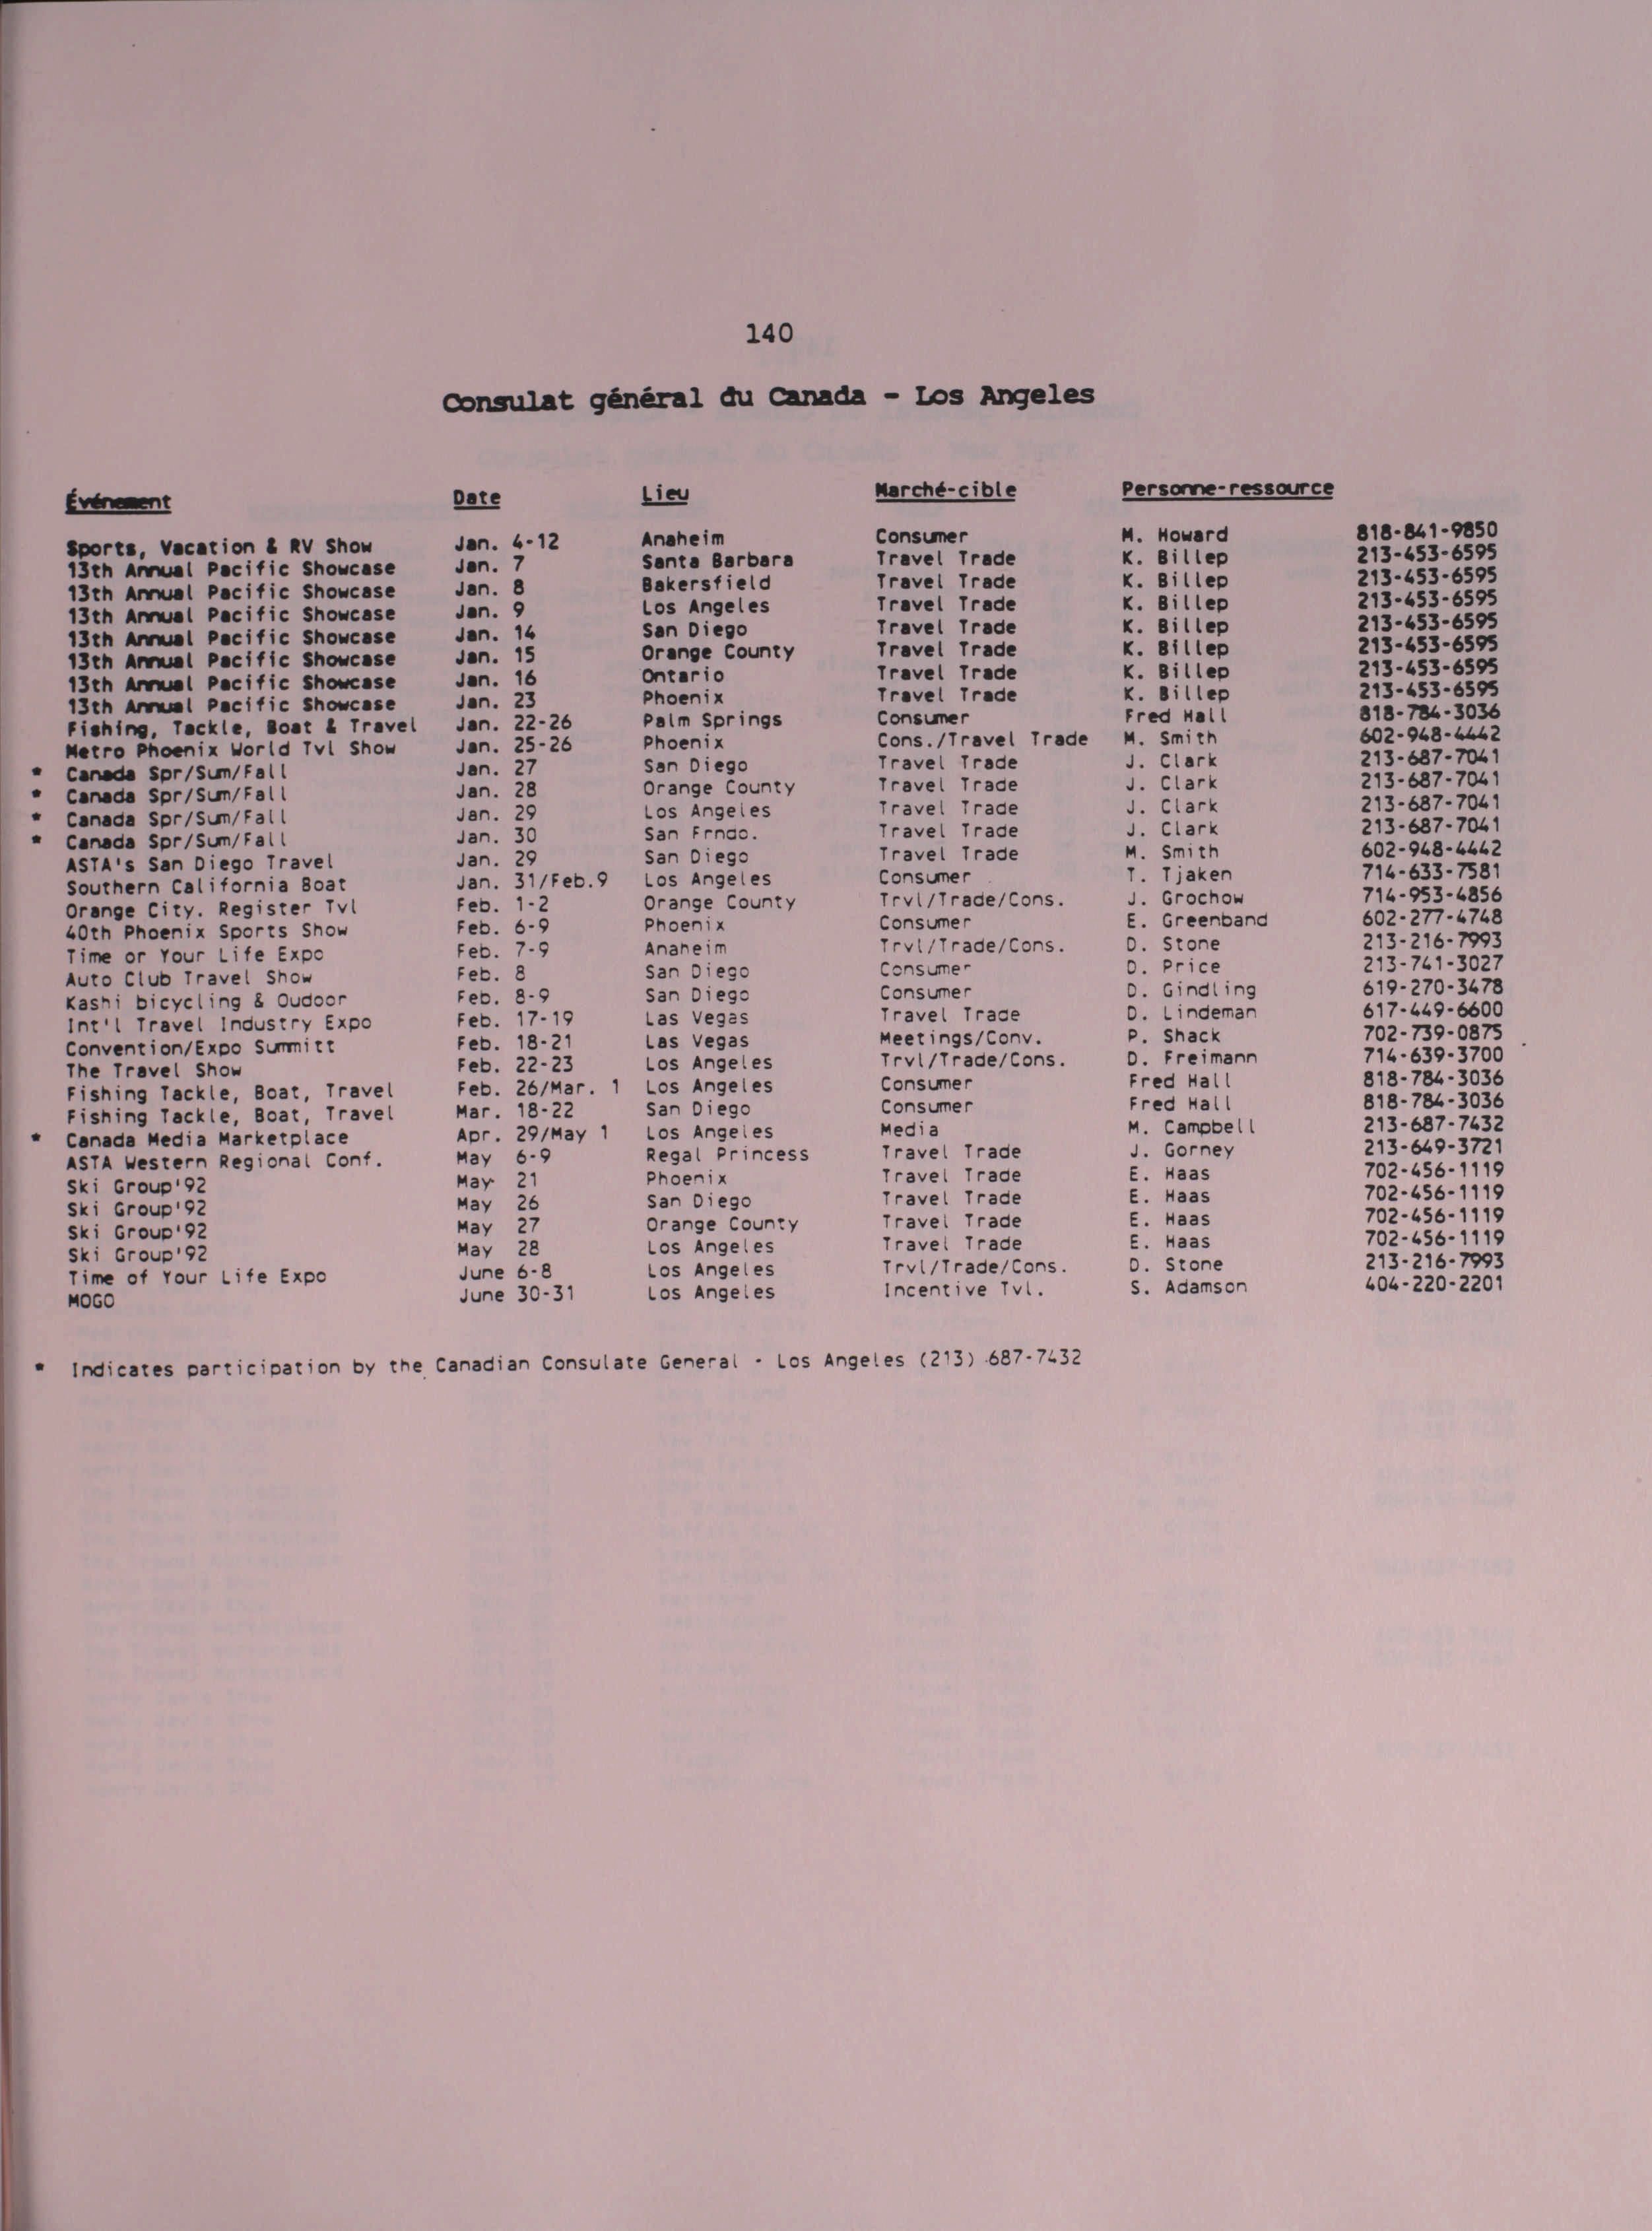 140
Consulat général du Canada - Los Angeles
Événement Date Lieu Marché-cible Personne-ressource
Sports, Vacation & RV Show Jan. 4-12 Anaheim Consumer M. Howard 818-841-9850
13th Annual Pacific Showcase Jan. 7 Santa Barbara Travel Trade K. Billep 213-453-6595
13th Annual Pacific Showcase Jan. 8 Bakersfield Travel Trade K. Billep 213-453-6595
13th Annual Pacific Showcase Jan. 9 Los Angeles Travel Trade K. Billep 213-453-6595
13th Annual Pacific Showcase Jan. 14 San Diego Travel Trade K. Billep 213-453-6595
13th Annual Pacific Showcase Jan. 15 Orange County Travel Trade K. Billep 213-453-6595
13th Annual Pacific Showcase Jan. 16 Ontario Travel Trade K. Billep 213-453-6595
13th Annual Pacific Showcase Jan. 23 Phoenix Travel Trade K. Billep 213-453-6595
Fishing, Tackle, Boat & Travel Jan. 22-26 Palm Springs Consumer Fred Hall 818-784-3036
Metro Phoenix World Tvl Show Jan. 25-26 Phoenix Cons./Travel Trade M. Smith 602-948-4442
* Canada Spr/Sum/Fall Jan. 27 San Diego Travel Trade J. Clark 213-687-7041
* Canada Spr/Sum/Fall Jan. 28 Orange County Travel Trade J. Clark 213-687-7041
* Canada Spr/Sum/Fall Jan. 29 Los Angeles Travel Trade J. Clark 213-687-7041
* Canada Spr/Sum/Fall Jan. 30 San Frndo. Travel Trade J. Clark 213-687-7041
ASTA's San Diego Travel Jan. 29 San Diego Travel Trade M. Smith 602-948-4442
Southern California Boat Jan. 31/Feb.9 Los Angeles Consumer T. Tjaken 714-633-7581
Orange City. Register Tvl Feb. 1-2 Orange County Trvl/Trade/Cons. J. Grochow 714-953-4856
40th Phoenix Sports Show Feb. 6-9 Phoenix Consumer E. Greenband 602-277-4748
Time or Your Life Expo Feb. 7-9 Anaheim Trvl/Trade/Cons. D. Stone 213-216-7993
Auto Club Travel Show Feb. 8 San Diego Consumer D. Price 213-741-3027
Kashi bicycling & Oudoor Feb. 8-9 San Diego Consumer D. Gindling 619-270-3478
Int'l Travel Industry Expo Feb. 17-19 Las Vegas Travel Trade D. Lindeman 617-449-6600
Convention/Expo Summitt Feb. 18-21 Las Vegas Meetings/Conv. P. Shack 702-739-0875
The Travel Show Feb. 22-23 Los Angeles Trvl/Trade/Cons. D. Freimann 714-639-3700
Fishing Tackle, Boat, Travel Feb. 26/Mar. 1 Los Angeles Consumer Fred Hall 818-784-3036
Fishing Tackle, Boat, Travel Mar. 18-22 San Diego Consumer Fred Hall 818-784-3036
* Canada Media Marketplace Apr. 29/May 1 Los Angeles Media M. Campbell 213-687-7432
ASTA Western Regional Conf. May 6-9 Regal Princess Travel Trade J. Gorney 213-649-3721
Ski Group'92 May 21 Phoenix Travel Trade E. Haas 702-456-1119
Ski Group'92 May 26 San Diego Travel Trade E. Haas 702-456-1119
Ski Group'92 May 27 Orange County Travel Trade E. Haas 702-456-1119
Ski Group'92 May 28 Los Angeles Travel Trade E. Haas 702-456-1119
Time of Your Life Expo June 6-8 Los Angeles Trvl/Trade/Cons. D. Stone 213-216-7993
MOGO June 30-31 Los Angeles Incentive Tvl. S. Adamson 404-220-2201
* Indicates participation by the Canadian Consulate General - Los Angeles (213) 687-7432